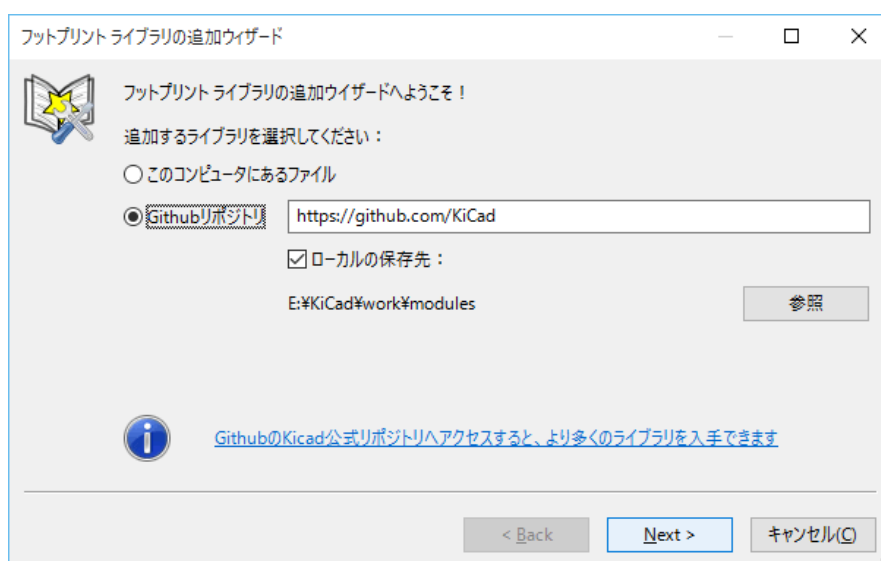 フットプリント ライブラリの追加ウィザード
フットプリント ライブラリの追加ウイザードへようこそ！
追加するライブラリを選択してください：
このコンピュータにあるファイル
Githubリポジトリ https://github.com/KiCad
ローカルの保存先：
E:¥KiCad¥work¥modules 参照
GithubのKicad公式リポジトリへアクセスすると、より多くのライブラリを入手できます
< Back Next > キャンセル(C)